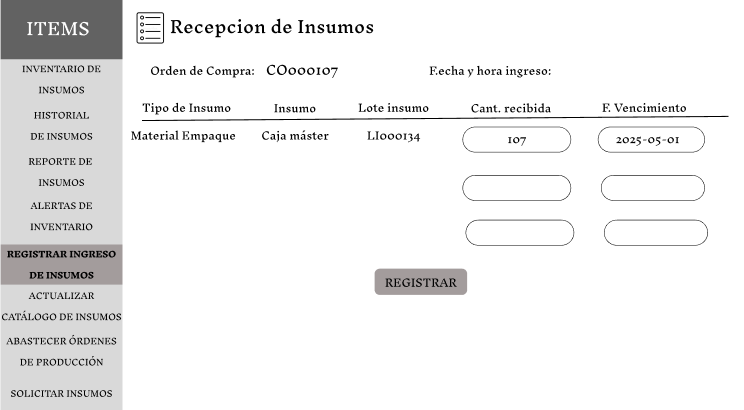 ITEMS
INVENTARIO DE
INSUMOS
HISTORIAL
DE INSUMOS
REPORTE DE
INSUMOS
ALERTAS DE
INVENTARIO
REGISTRAR INGRESO
DE INSUMOS
ACTUALIZAR
CATÁLOGO DE INSUMOS
ABASTECER ÓRDENES
DE PRODUCCIÓN
SOLICITAR INSUMOS
Recepcion de Insumos
Orden de Compra: CO000107 F.echa y hora ingreso:
Tipo de Insumo Insumo Lote insumo Cant. recibida F. Vencimiento
Material Empaque Caja máster LI000134 107 2025-05-01
REGISTRAR